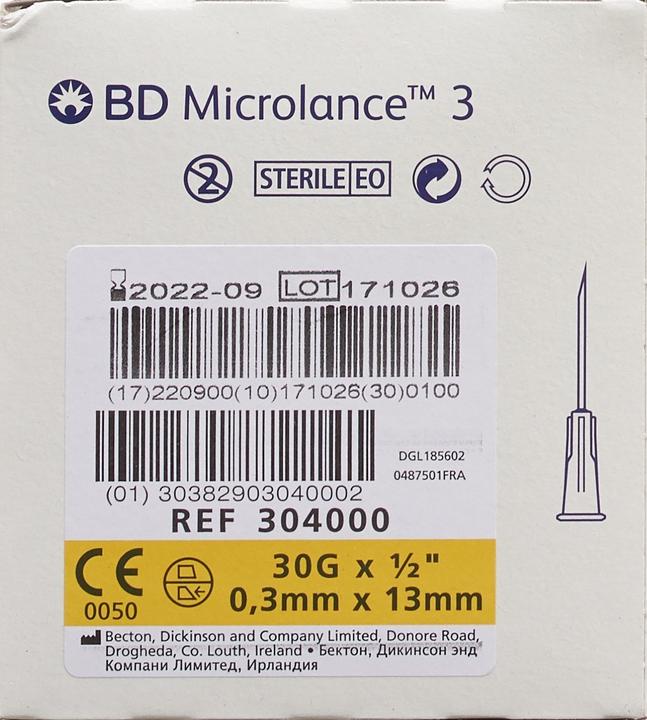 BD Microlance™ 3
2 STERILE EO
2022-09 LOT 171026
(17)220900(10)171026(30)0100
DGL185602
0487501FRA
(01) 30382903040002
REF 304000
CE 0050
30G x ½"
0,3mm x 13mm
Becton, Dickinson and Company Limited, Donore Road,
Drogheda, Co. Louth, Ireland • Бектон, Дикинсон энд
Компани Лимитед, Ирландия